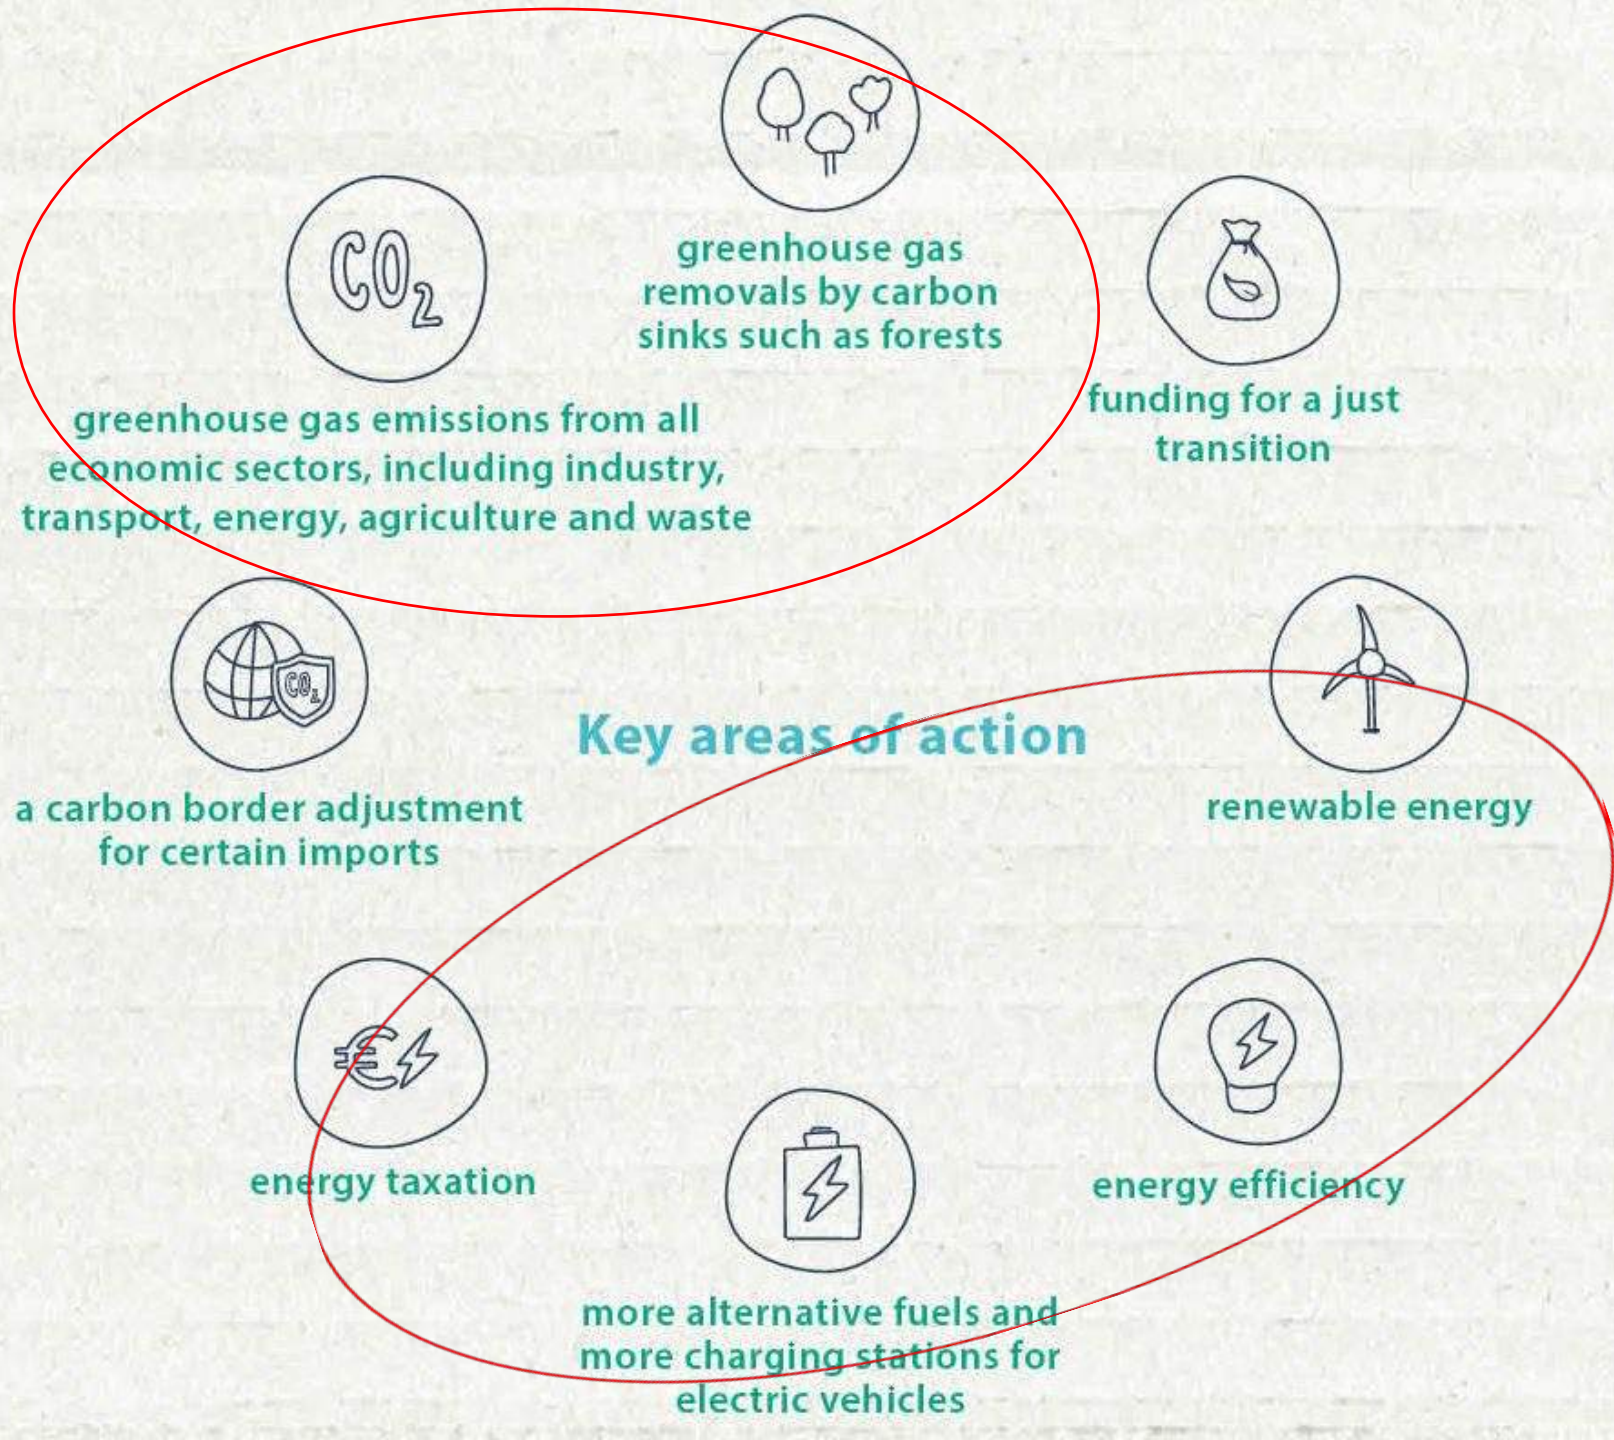 CO2
greenhouse gas
removals by carbon
sinks such as forests
greenhouse gas emissions from all
economic sectors, including industry,
transport, energy, agriculture and waste
funding for a just
transition
CO2
a carbon border adjustment
for certain imports
Key areas of action
renewable energy
€
energy taxation
more alternative fuels and
more charging stations for
electric vehicles
energy efficiency